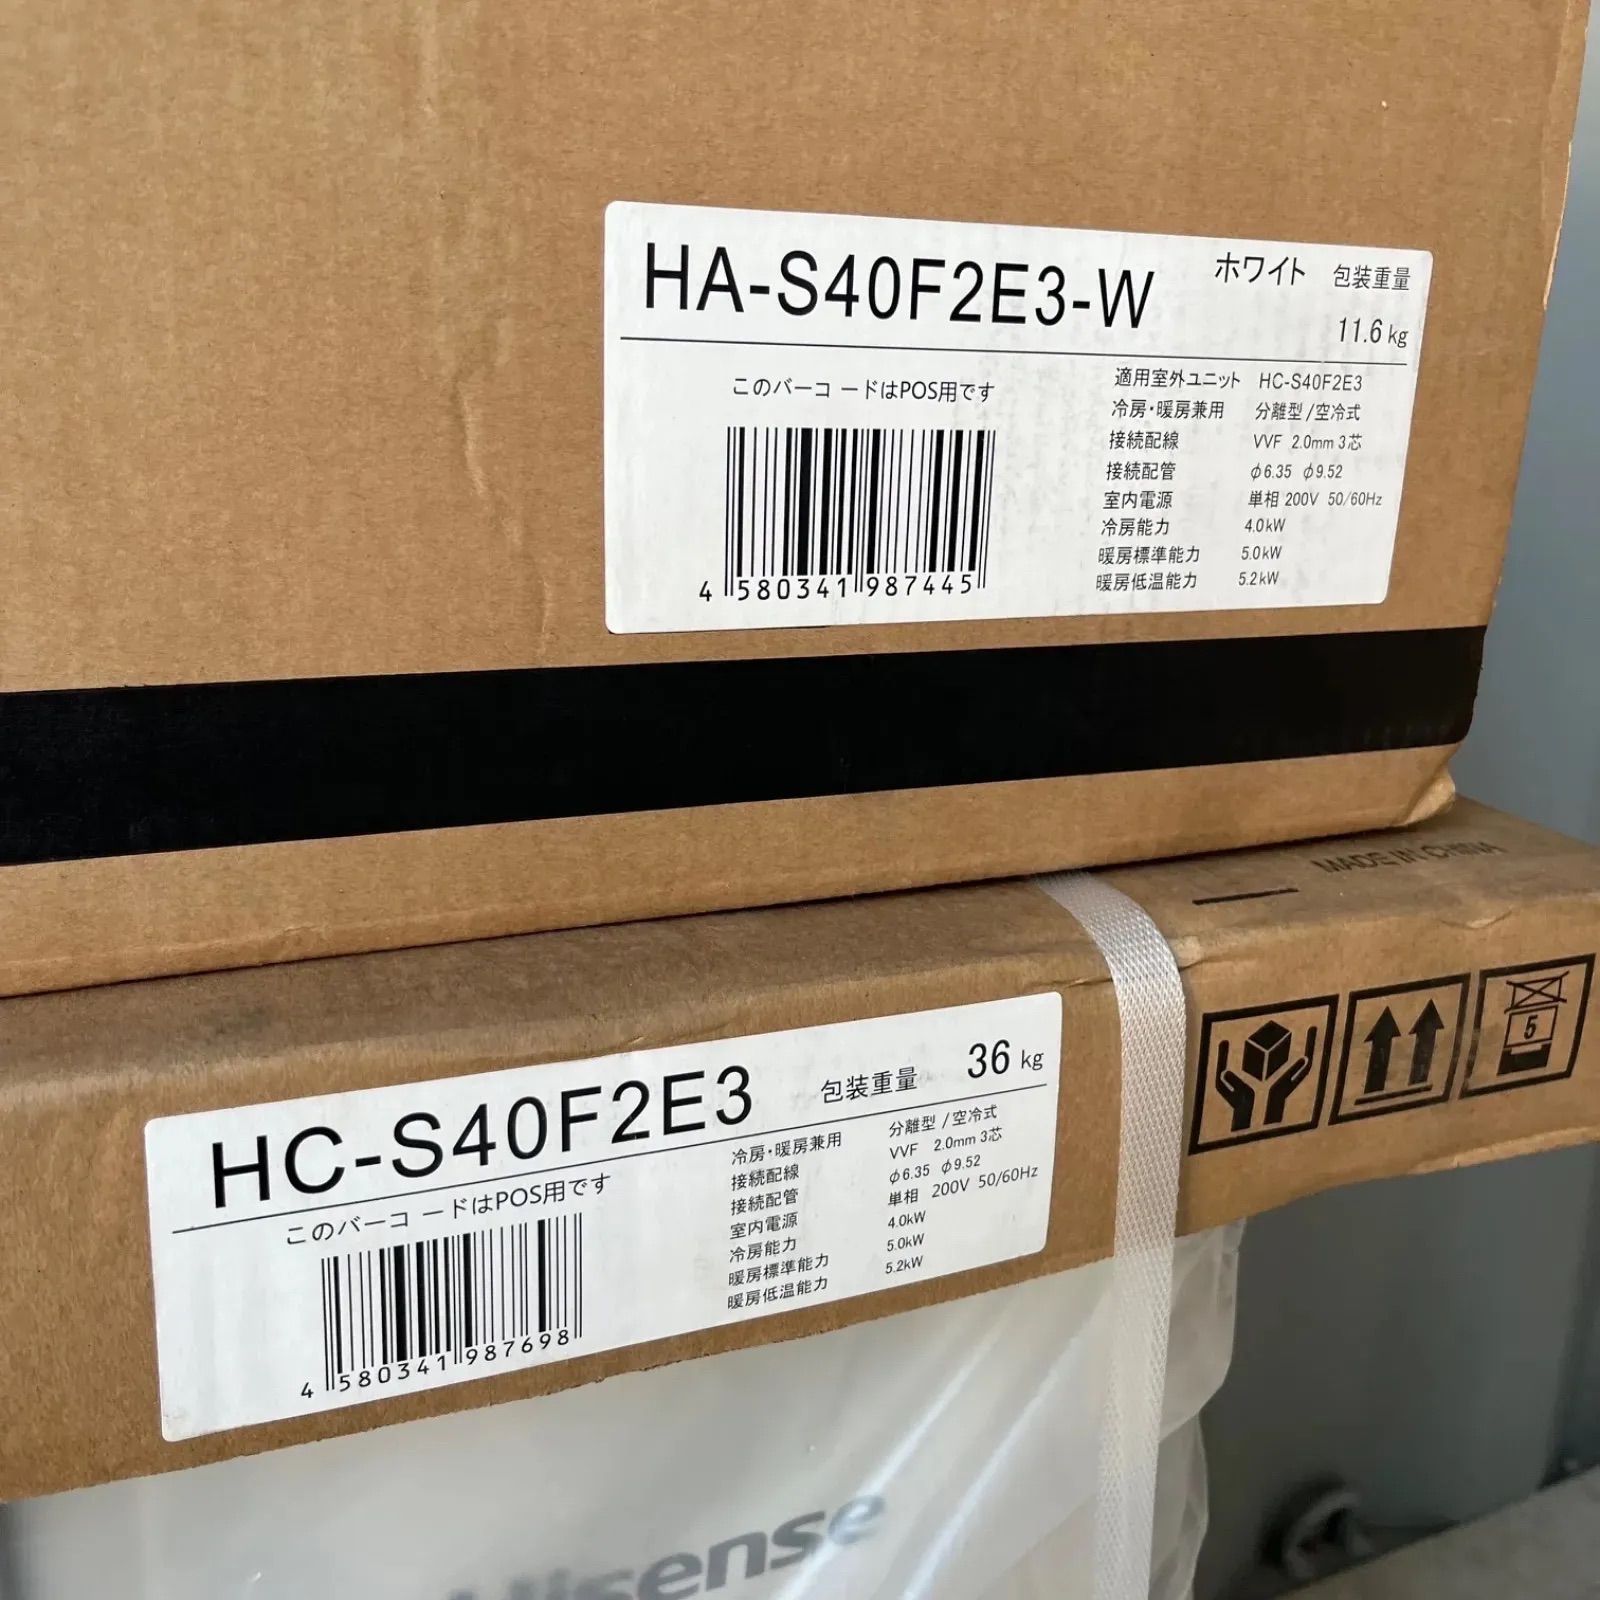 HA-S40F2E3-W ホワイト 包装重量
11.6 kg
このバーコードはPOS用です
4 580341 987445
適用室外ユニット HC-S40F2E3
冷房・暖房兼用 分離型/空冷式
接続配線 VVF 2.0mm 3芯
接続配管 φ6.35 φ9.52
室内電源 単相 200V 50/60Hz
冷房能力 4.0kW
暖房標準能力 5.0kW
暖房低温能力 5.2kW
MADE IN CHINA
HC-S40F2E3 包装重量 36 kg
このバーコードはPOS用です
4 580341 987698
冷房・暖房兼用 分離型/空冷式
接続配線 VVF 2.0mm 3芯
接続配管 φ6.35 φ9.52
室内電源 単相 200V 50/60Hz
冷房能力 4.0kW
暖房標準能力 5.0kW
暖房低温能力 5.2kW
5
Hisense